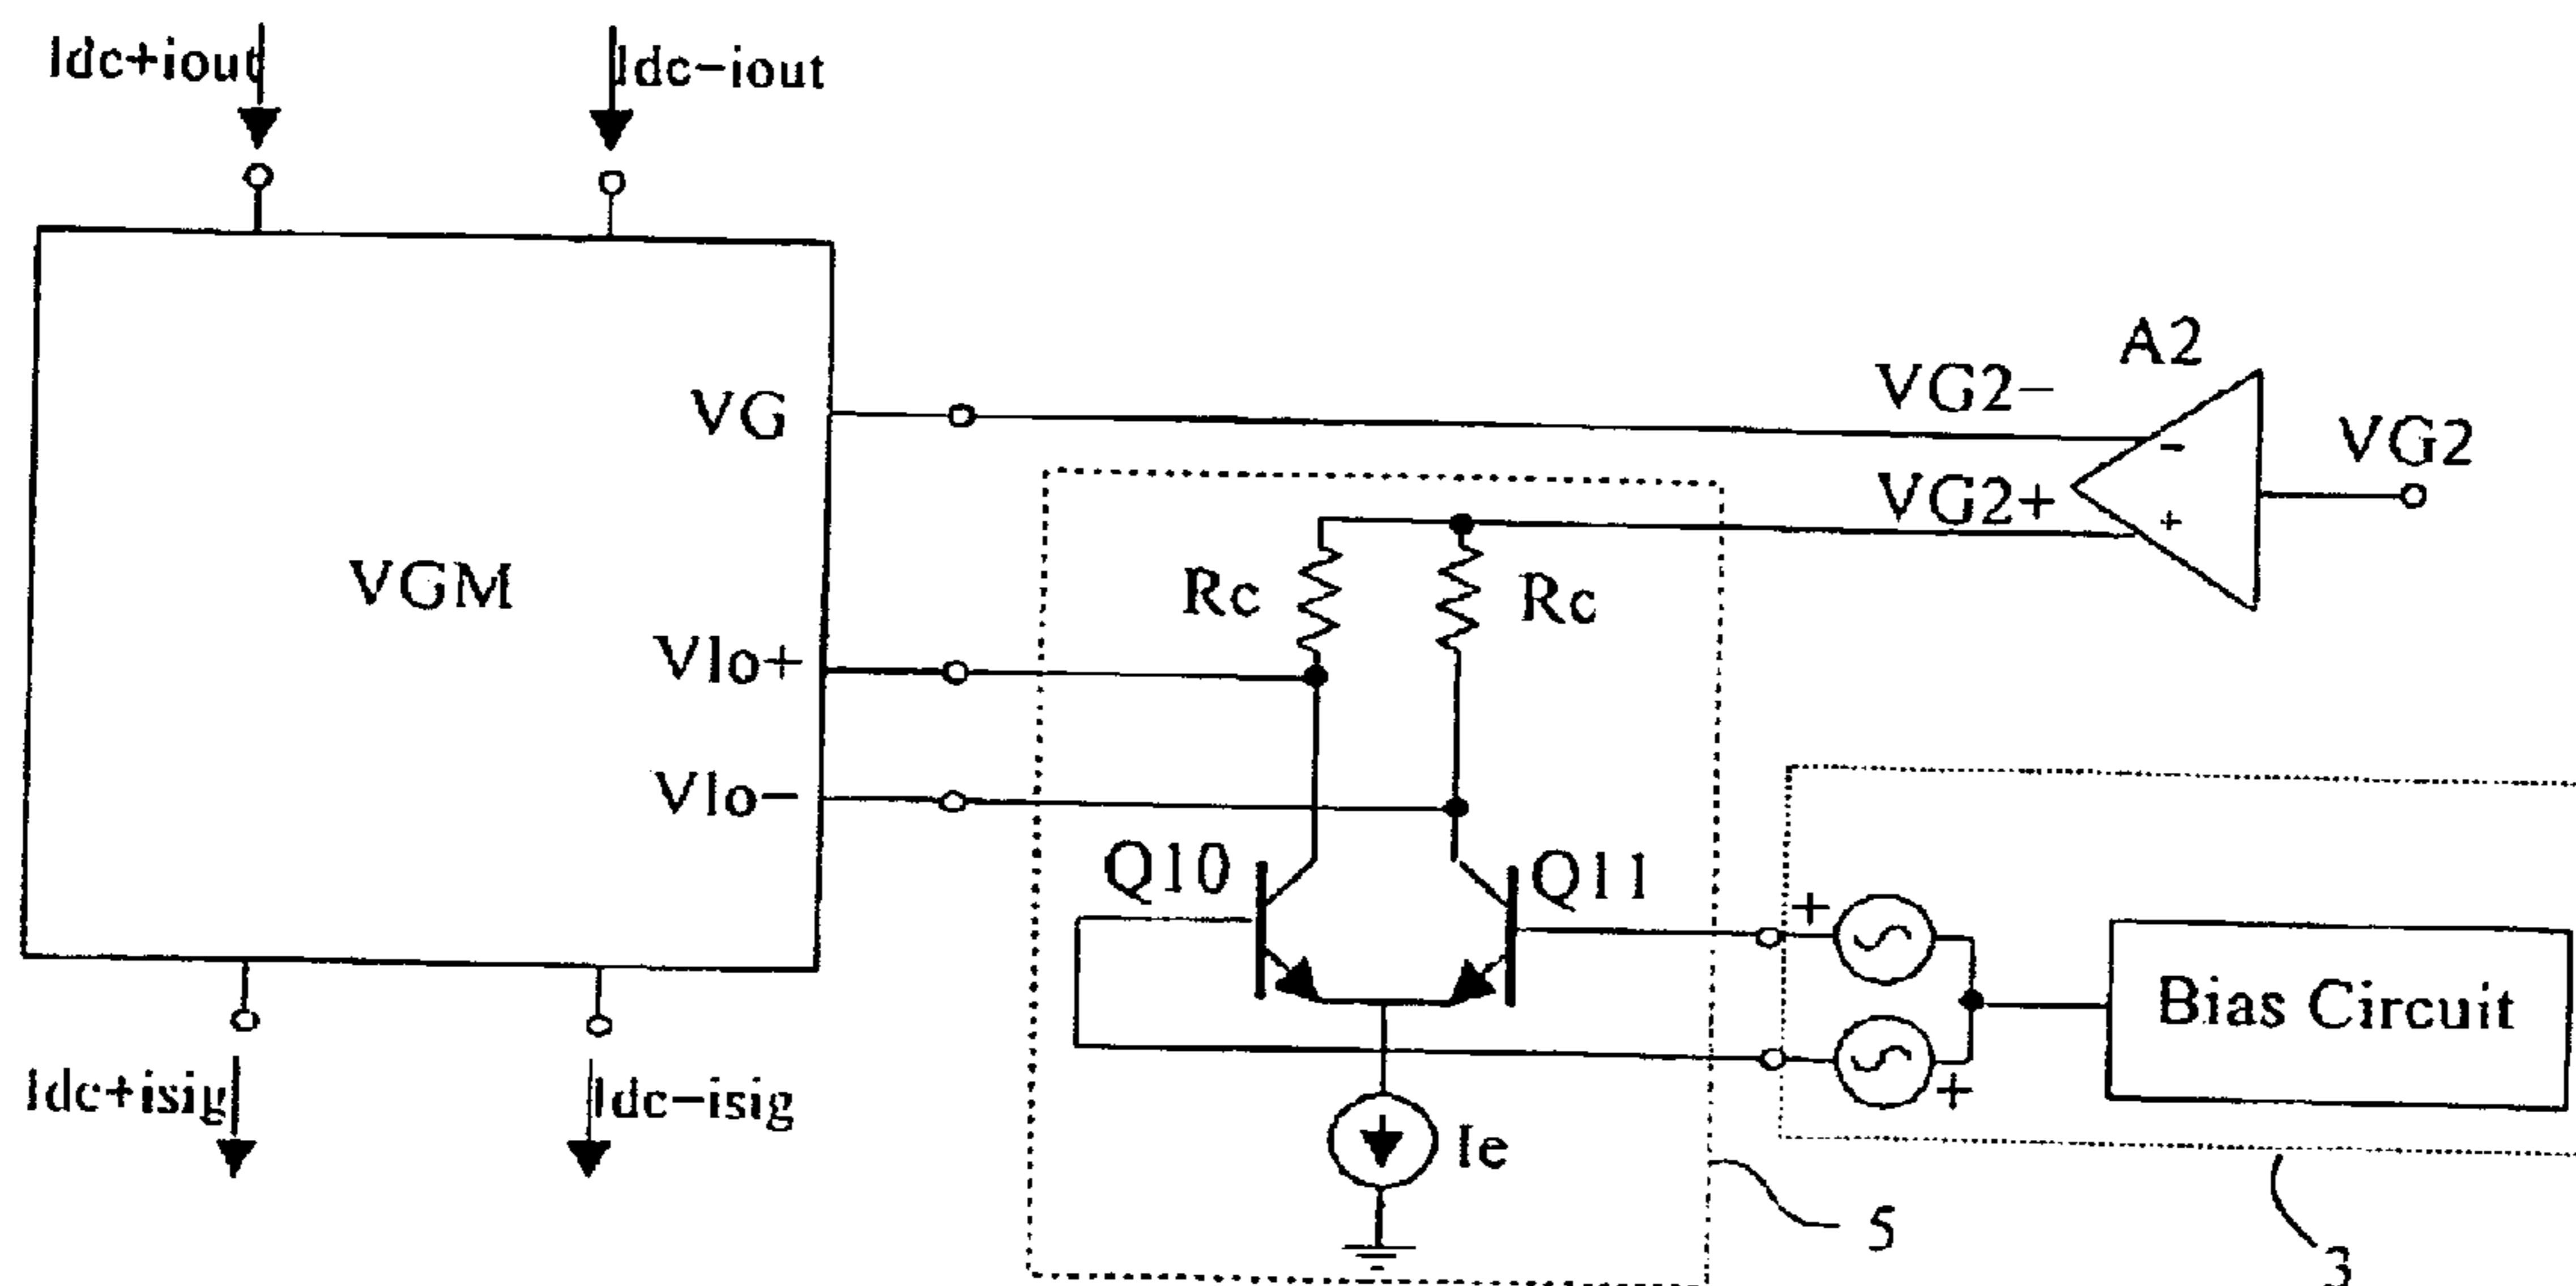 Idc+iout
Idc-iout
A2
VG2-
VG
-
VG2
VG2+
+
Rc
Rc
VGM
Vlo+
Vlo-
Q10
Q11
+
Bias Circuit
+
Idc+isig
Idc-isig
Ie
5
3